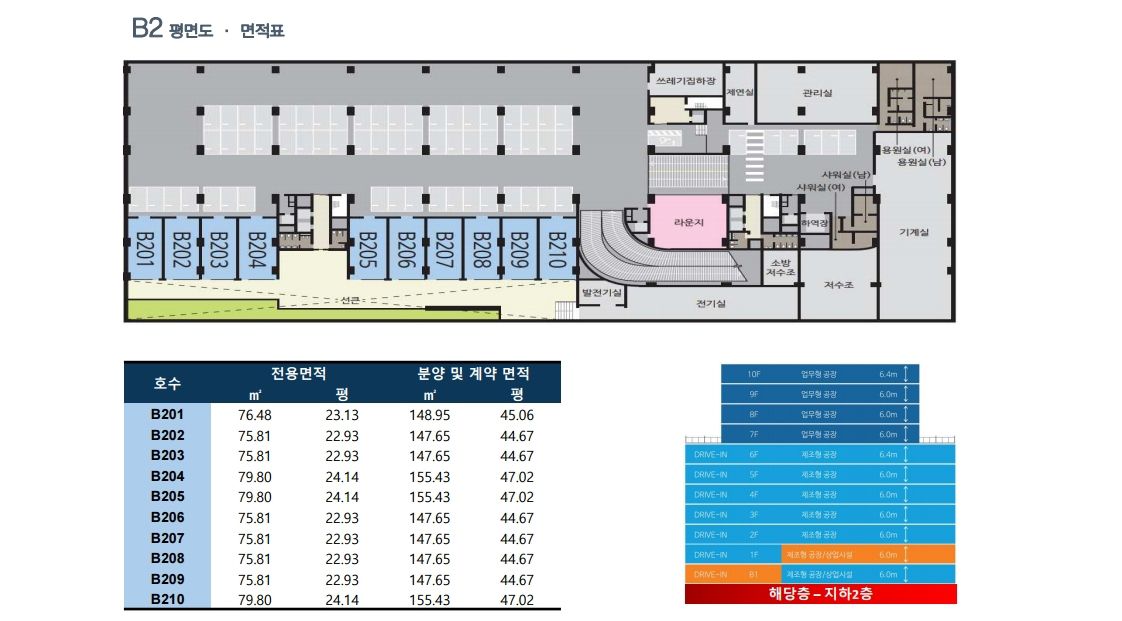 B2 평면도 · 면적표
쓰레기집하장
제연실
관리실
용원실(여)
용원실(남)
샤워실(남)
샤워실(여)
하역장
라운지
기계실
소방
저수조
저수조
발전기실
전기실
선큰
B201
B202
B203
B204
B205
B206
B207
B208
B209
B210
호수 전용면적 분양 및 계약 면적
㎡ 평 ㎡ 평
B201 76.48 23.13 148.95 45.06
B202 75.81 22.93 147.65 44.67
B203 75.81 22.93 147.65 44.67
B204 79.80 24.14 155.43 47.02
B205 79.80 24.14 155.43 47.02
B206 75.81 22.93 147.65 44.67
B207 75.81 22.93 147.65 44.67
B208 75.81 22.93 147.65 44.67
B209 75.81 22.93 147.65 44.67
B210 79.80 24.14 155.43 47.02
10F 업무형 공장 6.4m
9F 업무형 공장 6.0m
8F 업무형 공장 6.0m
7F 업무형 공장 6.0m
DRIVE-IN 6F 제조형 공장 6.4m
DRIVE-IN 5F 제조형 공장 6.0m
DRIVE-IN 4F 제조형 공장 6.0m
DRIVE-IN 3F 제조형 공장 6.0m
DRIVE-IN 2F 제조형 공장 6.0m
DRIVE-IN 1F 제조형 공장/상업시설 6.0m
DRIVE-IN B1 제조형 공장/상업시설 6.0m
해당층 – 지하2층